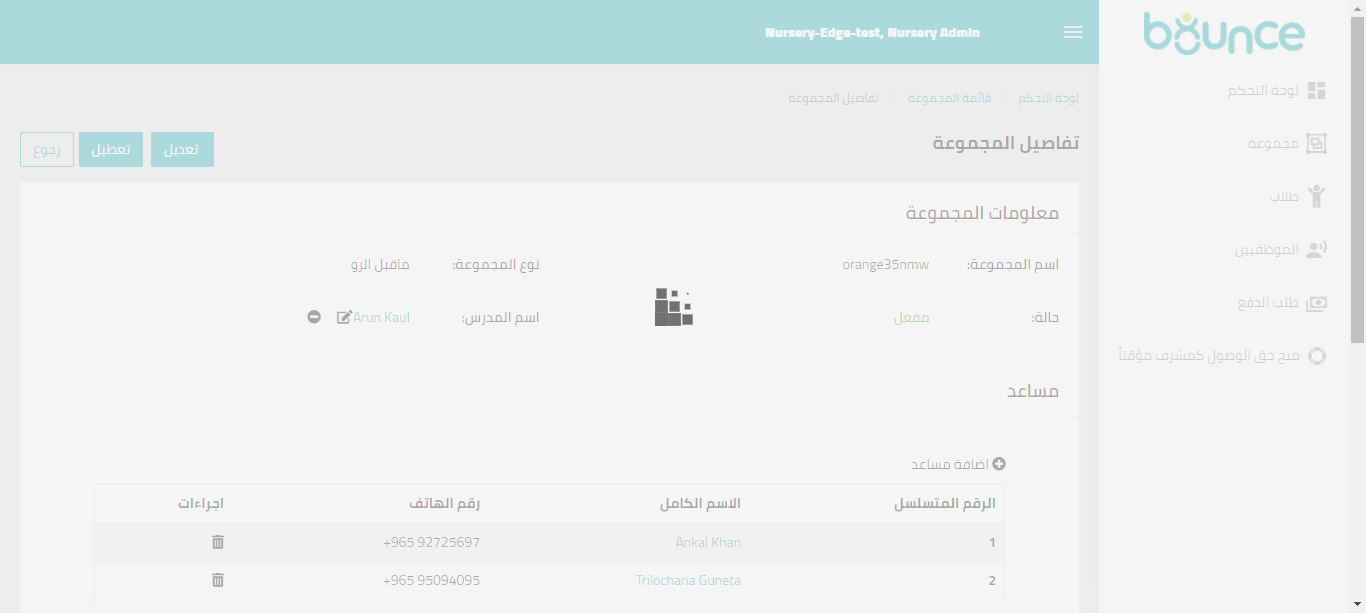 bounce
Nursery-Edge-test, Nursery Admin
لوحة التحكم
مجموعة
طلاب
الموظفيين
طلب الدفع
منح حق الوصول كمشرف مؤقتاً
لوحة التحكم
قائمة المجموعة
تفاصيل المجموعة
تفاصيل المجموعة
تعديل
تعطيل
رجوع
معلومات المجموعة
اسم المجموعة: orange35nmw نوع المجموعة: ماقبل الرو
حالة: مفعل اسم المدرس: Arun Kaul
مساعد
اضافة مساعد
الرقم المتسلسل الاسم الكامل رقم الهاتف اجراءات
1 Ankal Khan +965 92725697
2 Trilochana Guneta +965 95094095